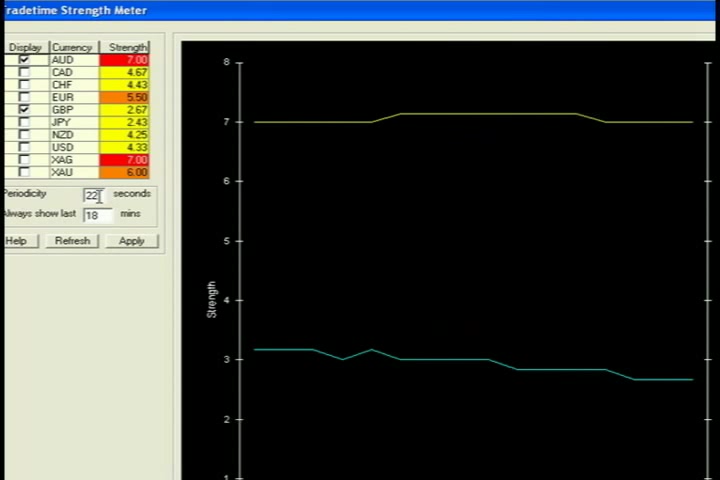 radetime Strength Meter
Display Currency Strength
AUD 7.00
CAD 4.67
CHF 4.43
EUR 5.50
GBP 2.67
JPY 2.43
NZD 4.25
USD 4.33
XAG 7.00
XAU 6.00
Periodicity 22 seconds
Always show last 18 mins
Help Refresh Apply
8
7
6
5
4
3
2
1
Strength